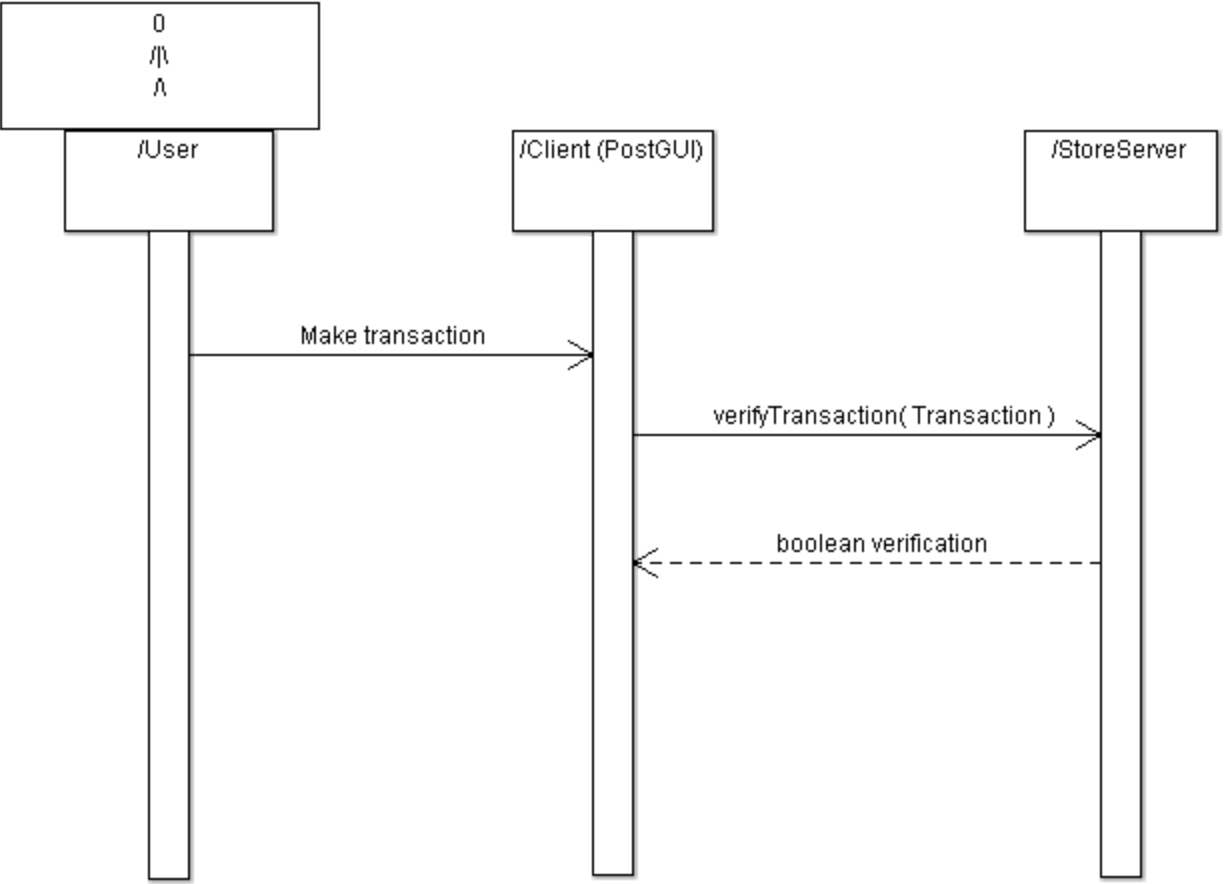 0
/|\
/\
/User
/Client (PostGUI)
/StoreServer
Make transaction
verifyTransaction( Transaction )
boolean verification